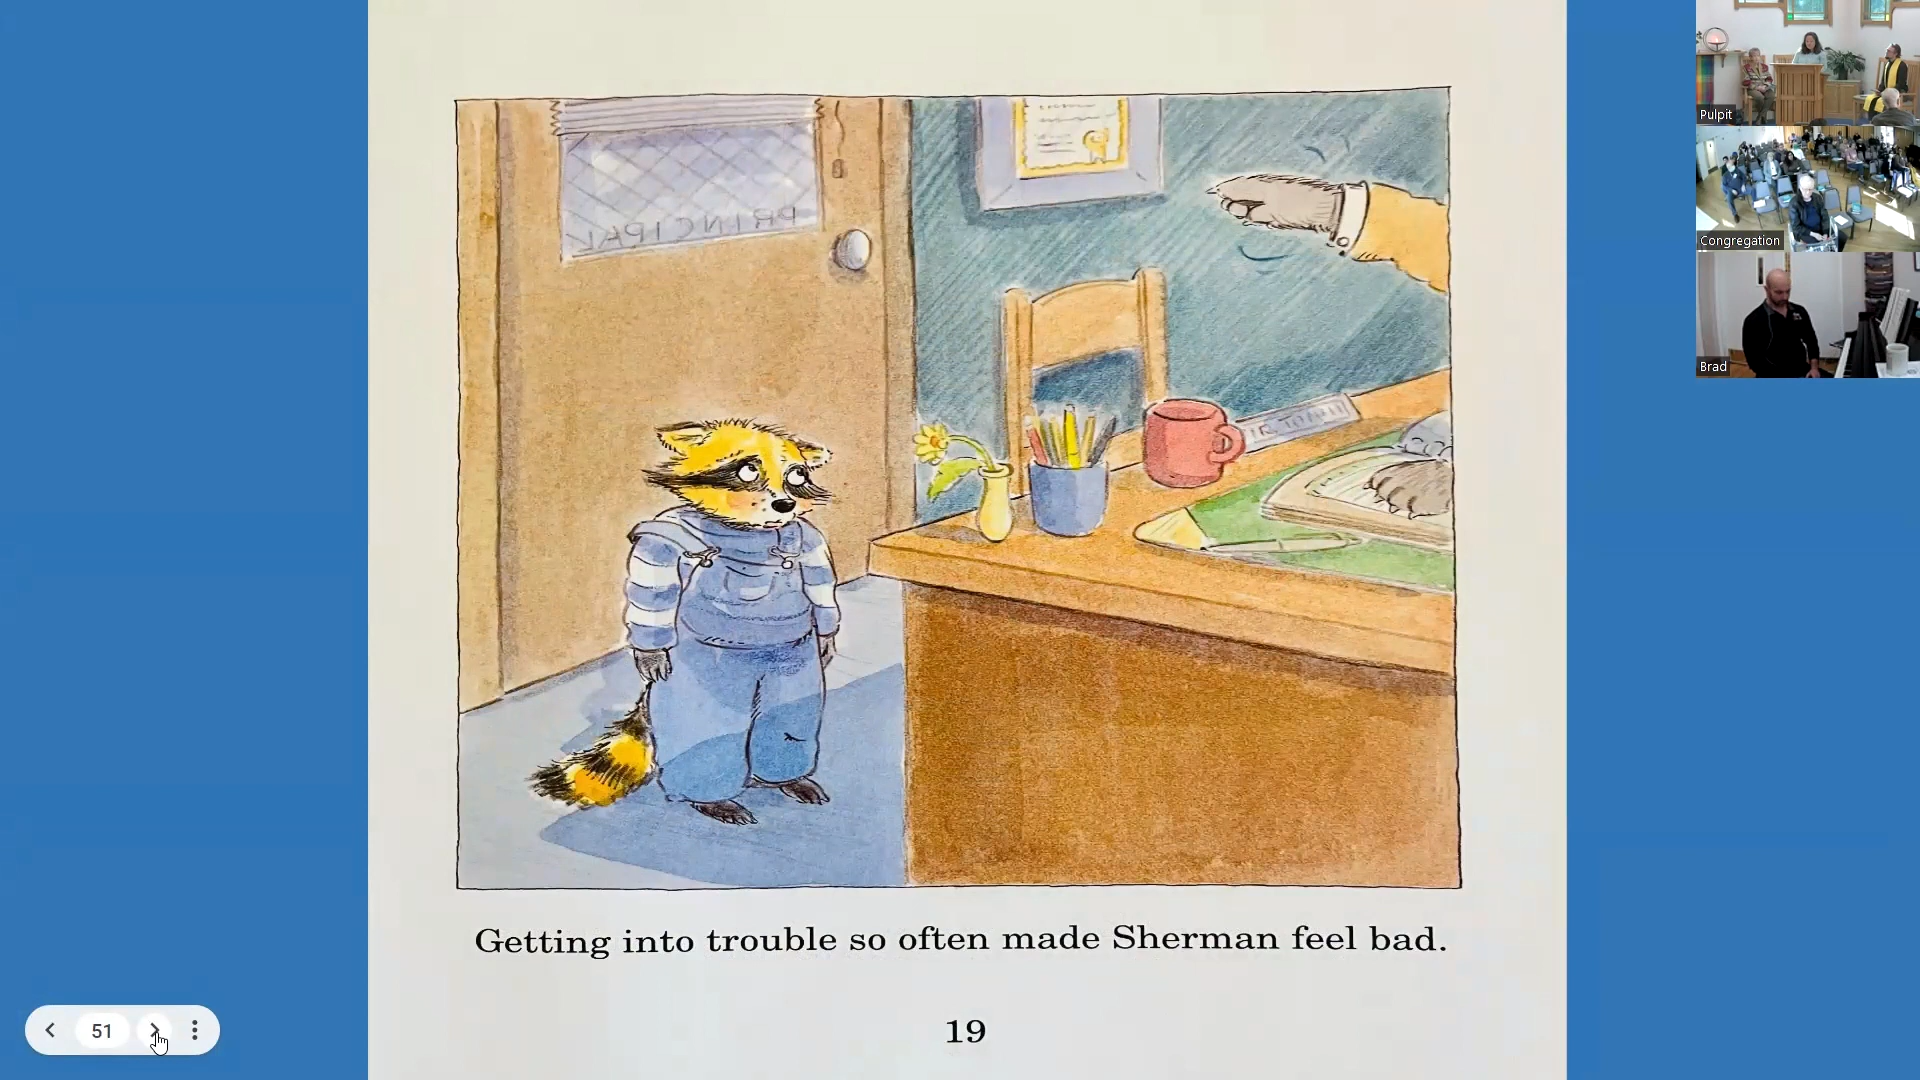 Pulpit
PRINCIPAL
Congregation
Brad
Getting into trouble so often made Sherman feel bad.
19
51